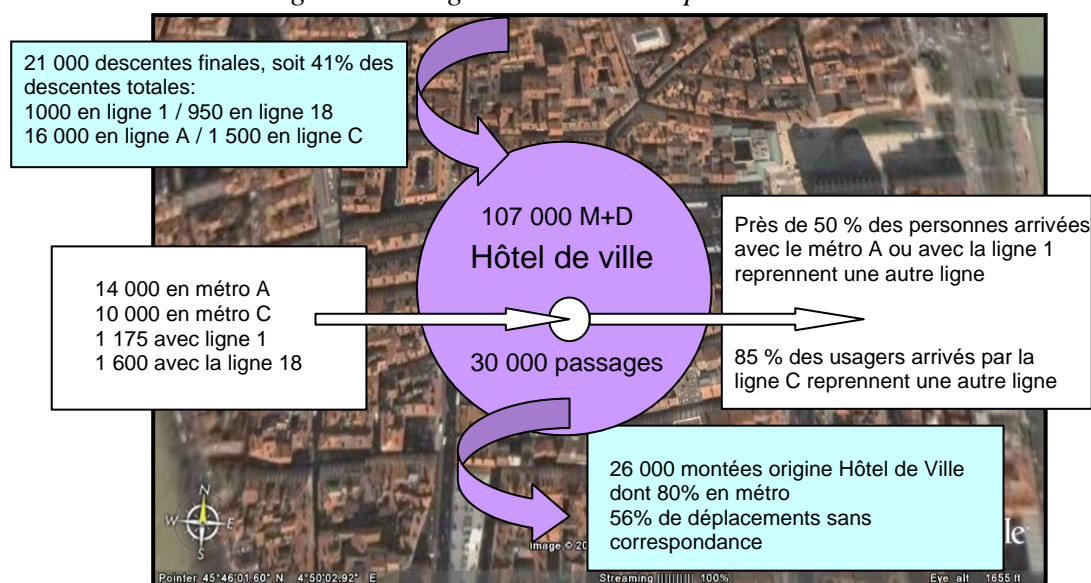 21 000 descentes finales, soit 41% des
descentes totales:
1000 en ligne 1 / 950 en ligne 18
16 000 en ligne A / 1 500 en ligne C
107 000 M+D
Hôtel de ville
30 000 passages
14 000 en métro A
10 000 en métro C
1 175 avec ligne 1
1 600 avec la ligne 18
Près de 50 % des personnes arrivées
avec le métro A ou avec la ligne 1
reprennent une autre ligne
85 % des usagers arrivés par la
ligne C reprennent une autre ligne
26 000 montées origine Hôtel de Ville
dont 80% en métro
56% de déplacements sans
correspondance
N
W E
S
Image © 20
le
Pointer 45°46'01.60" N 4°50'02.92" E
Streaming |||||||||| 100%
Eye alt 1655 ft